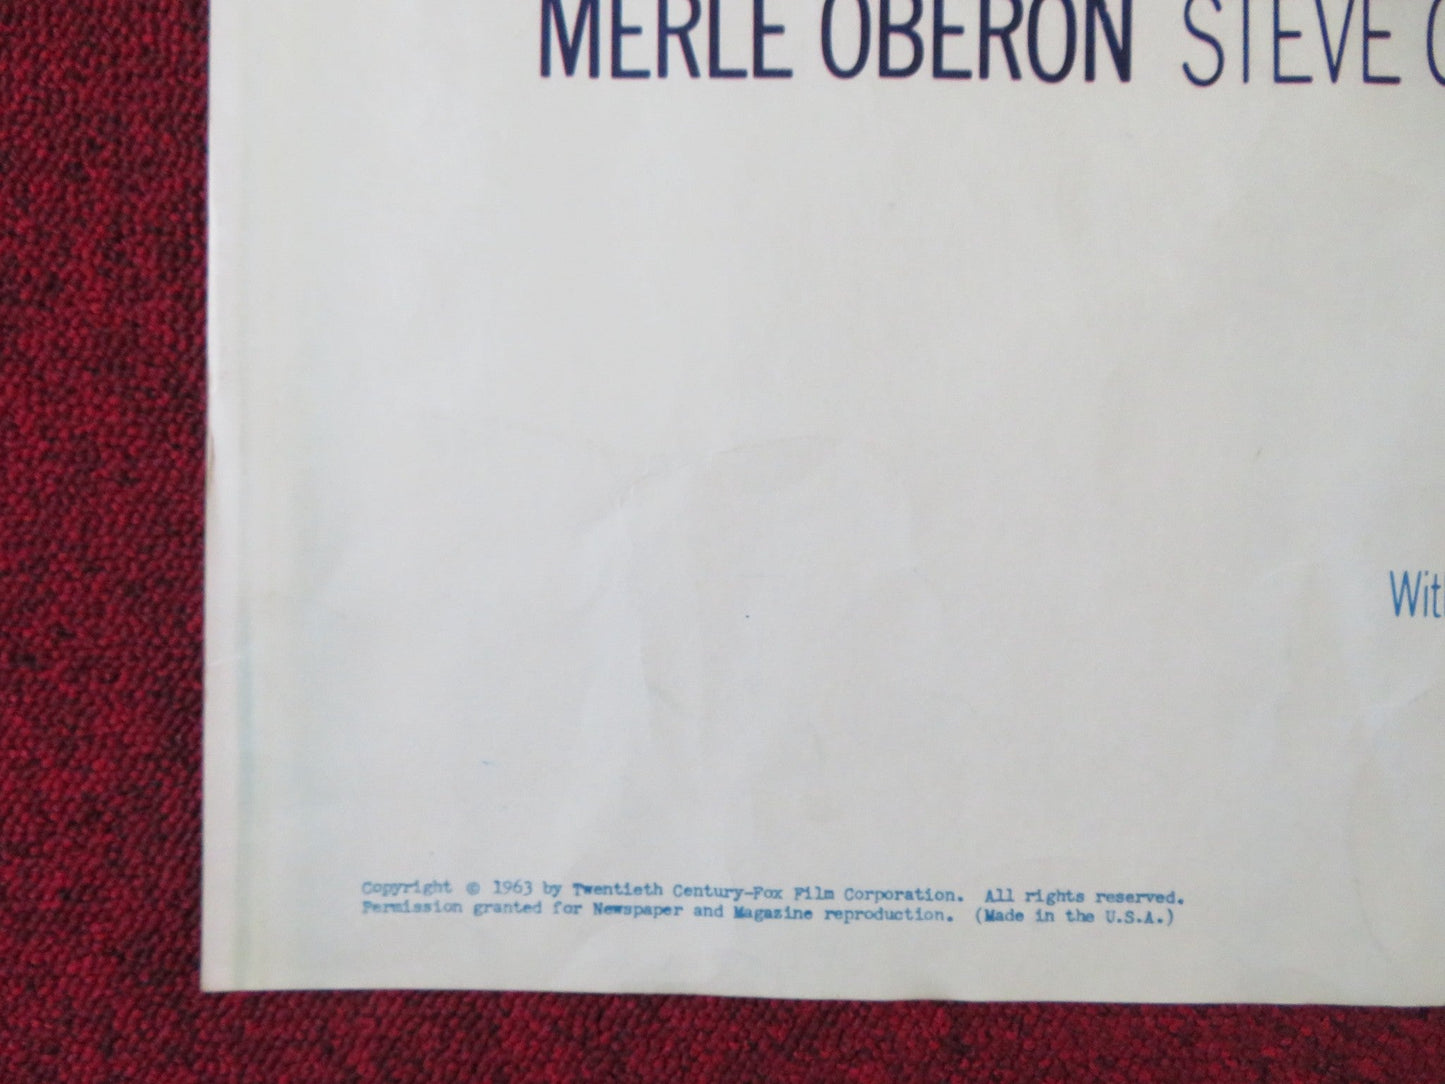 MERLE OBERON STEVE
Copyright © 1963 by Twentieth Century-Fox Film Corporation. All rights reserved.
Permission granted for Newspaper and Magazine reproduction. (Made in the U.S.A.)